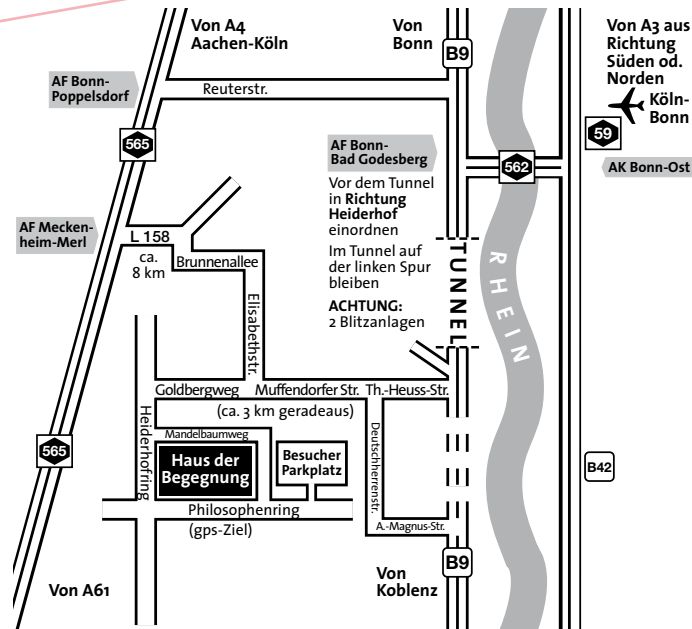 Von A4
Aachen-Köln
Von
Bonn
B9
Von A3 aus
Richtung
Süden od.
Norden
Köln-
Bonn
59
AK Bonn-Ost
AF Bonn-
Poppelsdorf
Reuterstr.
565
562
AF Bonn-
Bad Godesberg
Vor dem Tunnel
in Richtung
Heiderhof
einordnen
Im Tunnel auf
der linken Spur
bleiben
ACHTUNG:
2 Blitzanlagen
TUNNEL
RHEIN
AF Mecken-
heim-Merl
L 158
ca.
8 km
Brunnenallee
Elisabethstr.
Goldbergweg
Muffendorfer Str.
Th.-Heuss-Str.
(ca. 3 km geradeaus)
Heiderhofring
Mandelbaumweg
Haus der
Begegnung
Besucher
Parkplatz
Deutschherrenstr.
565
B42
Philosophenring
(gps-Ziel)
A.-Magnus-Str.
B9
Von A61
Von
Koblenz